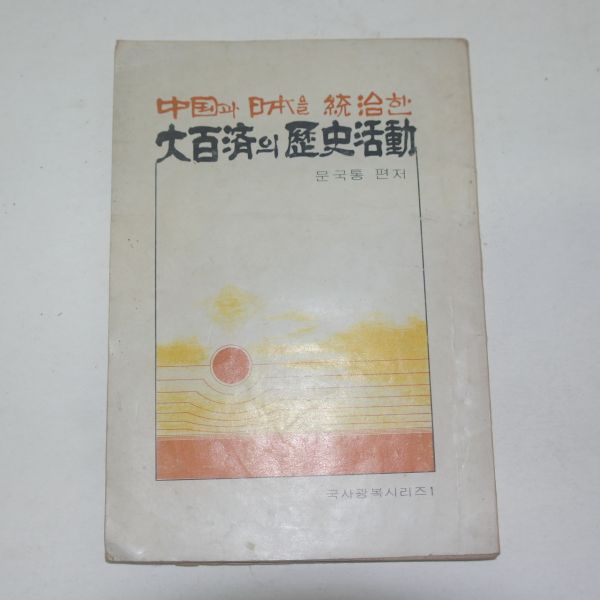 中国과 日本을 統治한
大百済의 歷史活動
문국통 편저
국사광복시리즈1